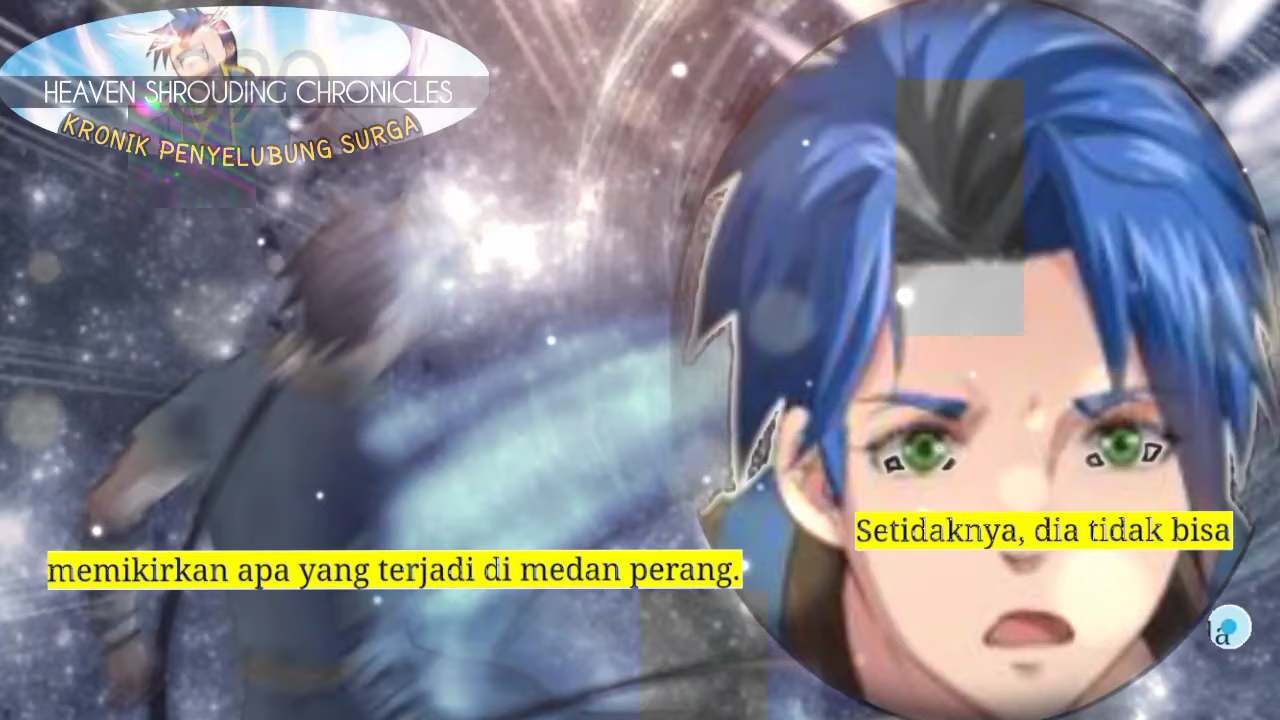 HEAVEN SHROUDING CHRONICLES
KRONIK PENYELUBUNG SURGA
Setidaknya, dia tidak bisa
memikirkan apa yang terjadi di medan perang.